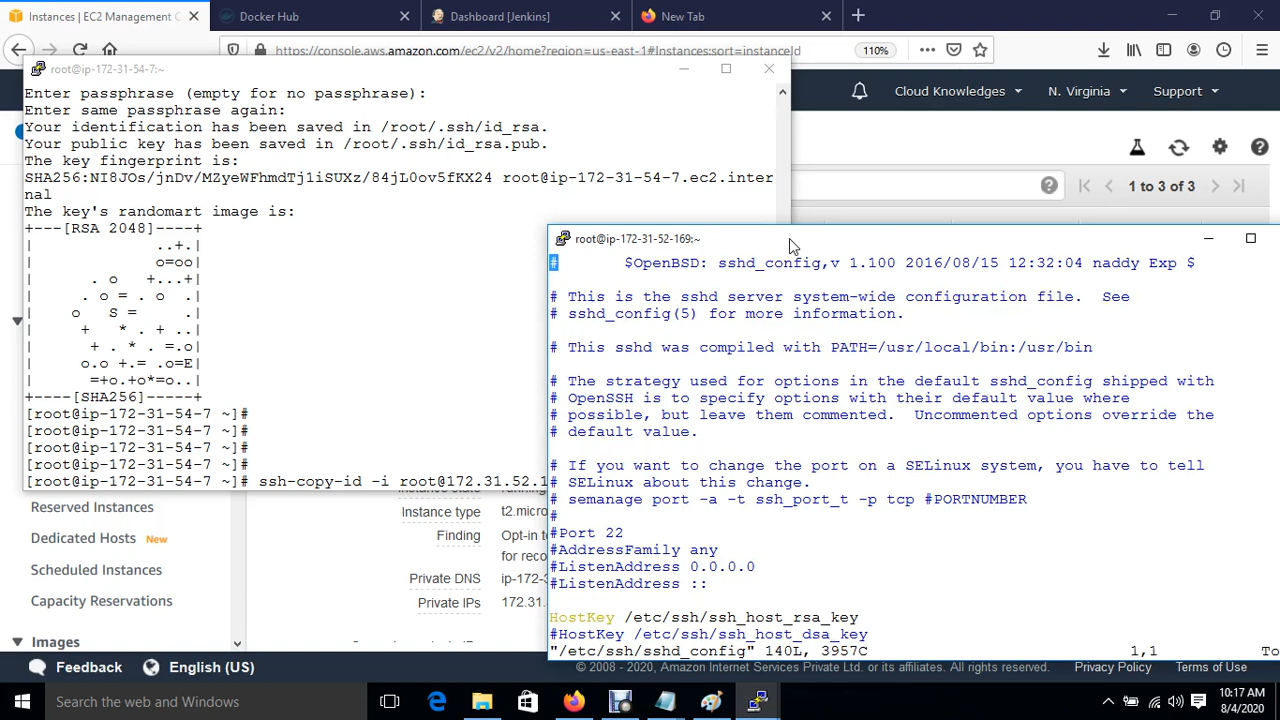 Instances | EC2 Management C
Docker Hub
Dashboard [Jenkins]
New Tab
https://console.aws.amazon.com/ec2/v2/home?region=us-east-1#Instances:sort=instanceId
110%
root@ip-172-31-54-7:~
Cloud Knowledges
N. Virginia
Support
Enter passphrase (empty for no passphrase):
Enter same passphrase again:
Your identification has been saved in /root/.ssh/id_rsa.
Your public key has been saved in /root/.ssh/id_rsa.pub.
The key fingerprint is:
SHA256:NI8JOs/jnDv/MZyeWFhmdTj1iSUXz/84jL0ov5fKX24 root@ip-172-31-54-7.ec2.inter
nal
The key's randomart image is:
+---[RSA 2048]----+
|             ..+.|
|             o=oo|
|      . o   +...+|
|     . o = . o  .|
|    o   S =     .|
|     +   * . + ..|
|      + . * . =.o|
|     o.o +.= .o=E|
|      =+o.+o*=o..|
+----[SHA256]-----+
[root@ip-172-31-54-7 ~]#
[root@ip-172-31-54-7 ~]#
[root@ip-172-31-54-7 ~]#
[root@ip-172-31-54-7 ~]#
[root@ip-172-31-54-7 ~]# ssh-copy-id -i root@172.31.52.1
1 to 3 of 3
root@ip-172-31-52-169:~
#       $OpenBSD: sshd_config,v 1.100 2016/08/15 12:32:04 naddy Exp $
# This is the sshd server system-wide configuration file.  See
# sshd_config(5) for more information.
# This sshd was compiled with PATH=/usr/local/bin:/usr/bin
# The strategy used for options in the default sshd_config shipped with
# OpenSSH is to specify options with their default value where
# possible, but leave them commented.  Uncommented options override the
# default value.
# If you want to change the port on a SELinux system, you have to tell
# SELinux about this change.
# semanage port -a -t ssh_port_t -p tcp #PORTNUMBER
#
#Port 22
#AddressFamily any
#ListenAddress 0.0.0.0
#ListenAddress ::
HostKey /etc/ssh/ssh_host_rsa_key
#HostKey /etc/ssh/ssh_host_dsa_key
"/etc/ssh/sshd_config" 140L, 3957C 1,1 To
Reserved Instances
Dedicated Hosts New
Scheduled Instances
Capacity Reservations
Images
Instance type t2.micro
Finding Opt-in t
for reco
Private DNS ip-172-3
Private IPs 172.31.
Feedback
English (US)
© 2008 - 2020, Amazon Internet Services Private Ltd. or its affiliates. All rights reserved.
Privacy Policy
Terms of Use
Search Windows
10:17 AM
8/4/2020